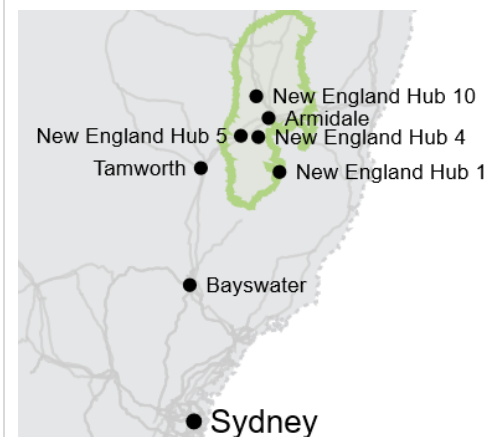 New England Hub 10
Armidale
New England Hub 5
New England Hub 4
Tamworth
New England Hub 1
Bayswater
Sydney